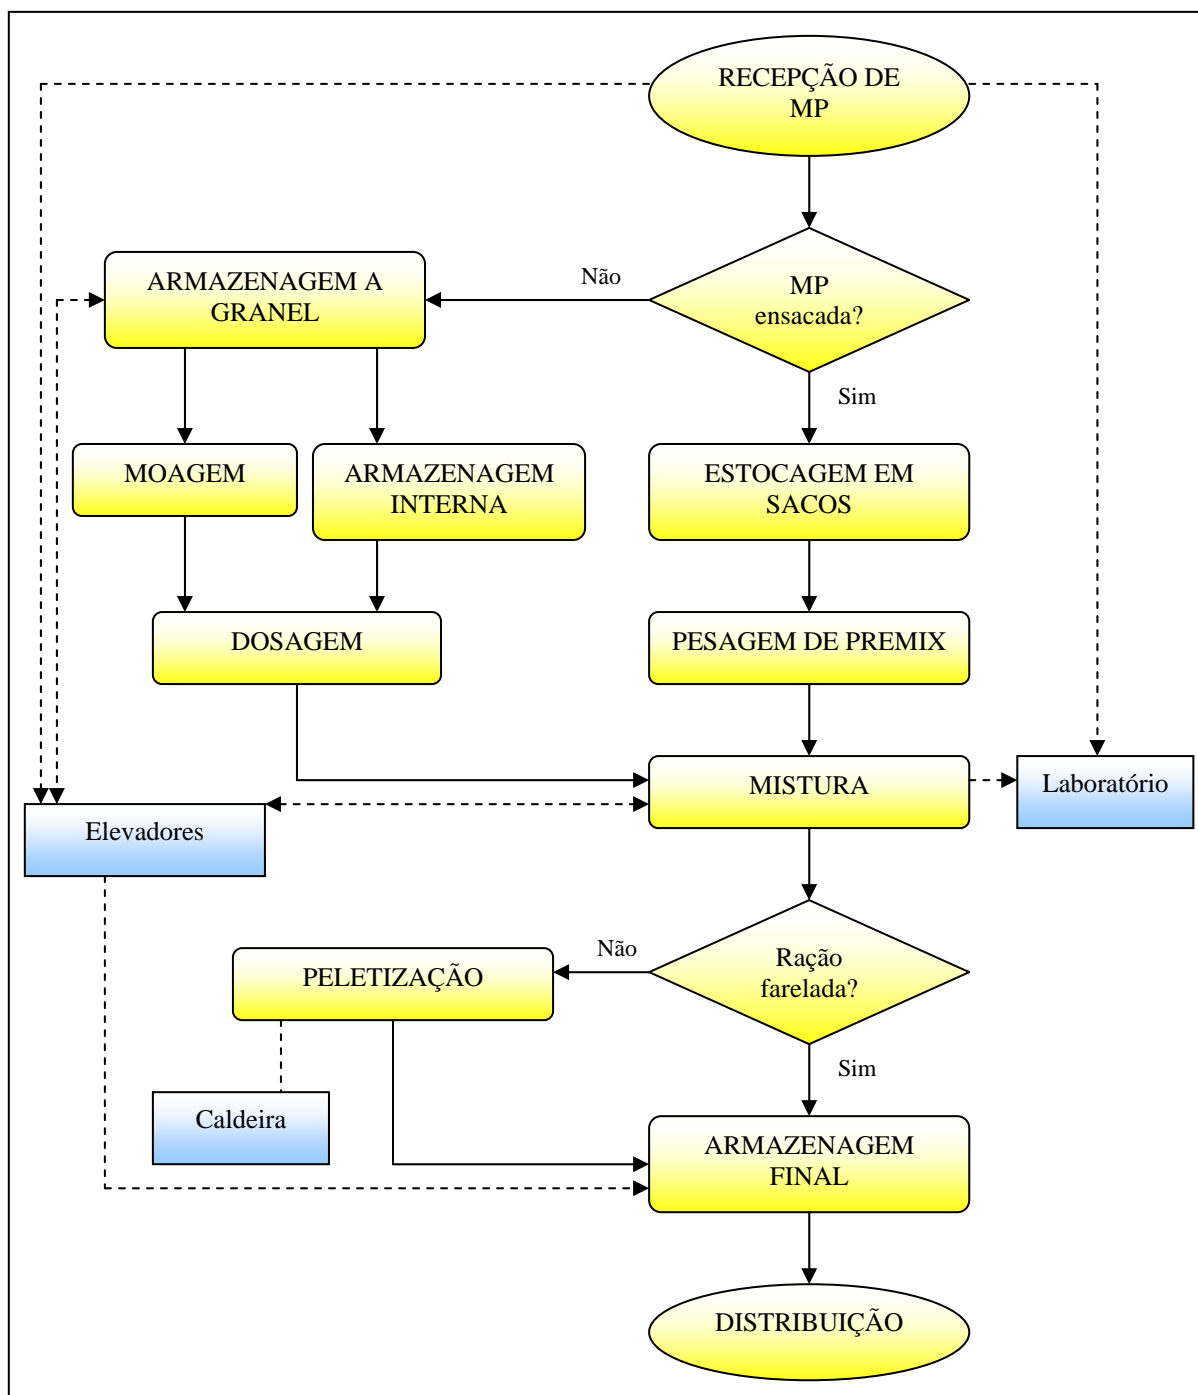 RECEPÇÃO DE
MP
Não
MP
ensacada?
Sim
ARMAZENAGEM A
GRANEL
MOAGEM
ARMAZENAGEM
INTERNA
ESTOCAGEM EM
SACOS
DOSAGEM
PESAGEM DE PREMIX
MISTURA
Laboratório
Elevadores
Não
Ração
farelada?
Sim
PELETIZAÇÃO
Caldeira
ARMAZENAGEM
FINAL
DISTRIBUIÇÃO